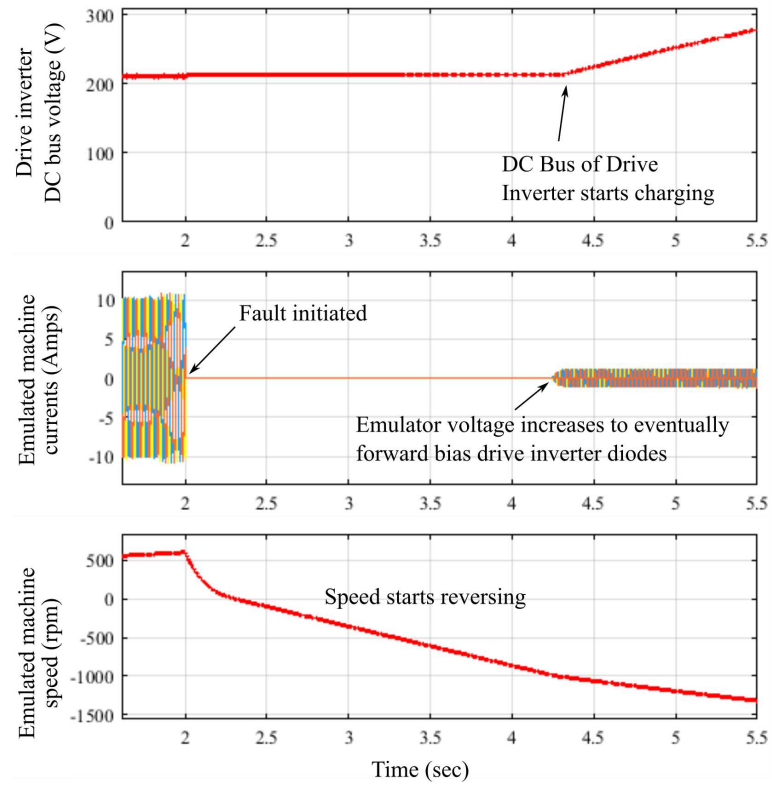 Drive inverter
DC bus voltage (V)
300
200
100
0
DC Bus of Drive
Inverter starts charging
2 2.5 3 3.5 4 4.5 5 5.5
Emulated machine
currents (Amps)
10
5
0
-5
-10
Fault initiated
Emulator voltage increases to eventually
forward bias drive inverter diodes
2 2.5 3 3.5 4 4.5 5 5.5
Emulated machine
speed (rpm)
500
0
-500
-1000
-1500
Speed starts reversing
2 2.5 3 3.5 4 4.5 5 5.5
Time (sec)